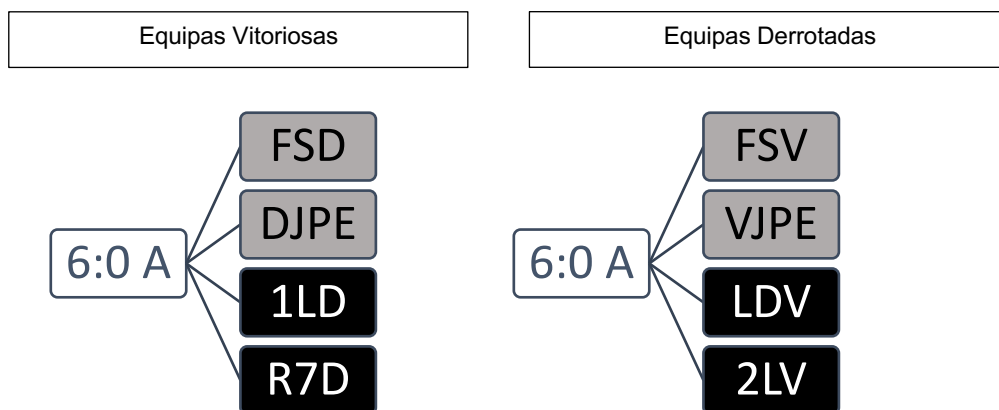 Equipas Vitoriosas
Equipas Derrotadas
6:0 A
FSD
DJPE
1LD
R7D
6:0 A
FSV
VJPE
LDV
2LV